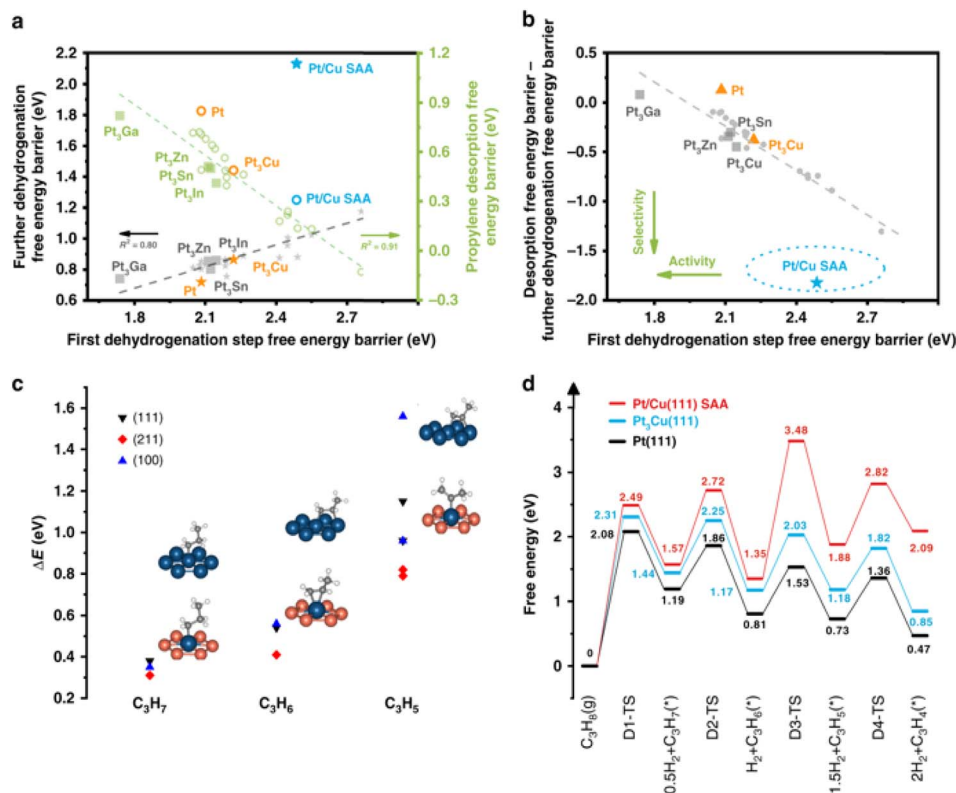 a
Further dehydrogenation
free energy barrier (eV)
2.2
2.0
1.8
1.6
1.4
1.2
1.0
0.8
0.6
Pt/Cu SAA
Pt
Pt₃Ga
Pt₃Zn
Pt₃Sn
Pt₃In
Pt₃Cu
Pt/Cu SAA
R² = 0.80
R² = 0.91
Pt₃Zn
Pt₃In
Pt₃Ga
Pt₃Cu
Pt
Pt₃Sn
1.2
0.9
0.6
0.3
0.0
−0.3
Propylene desorption free
energy barrier (eV)
1.8
2.1
2.4
2.7
First dehydrogenation step free energy barrier (eV)
b
Desorption free energy barrier –
further dehydrogenation free energy barrier (eV)
0.5
0.0
−0.5
−1.0
−1.5
−2.0
Pt
Pt₃Ga
Pt₃Sn
Pt₃Zn
Pt₃Cu
Pt₃Cu
Selectivity
Activity
Pt/Cu SAA
1.8
2.1
2.4
2.7
First dehydrogenation step free energy barrier (eV)
c
ΔE (eV)
1.6
1.4
1.2
1.0
0.8
0.6
0.4
0.2
(111)
(211)
(100)
C₃H₇
C₃H₆
C₃H₅
d
Free energy (eV)
4
3
2
1
0
Pt/Cu(111) SAA
Pt₃Cu(111)
Pt(111)
3.48
2.49
2.72
2.82
2.31
2.25
2.03
2.08
1.86
1.88
1.82
2.09
1.57
1.35
1.53
1.36
1.44
1.17
1.18
0.85
1.19
0.81
0.73
0.47
0
C₃H₈(g)
D1-TS
0.5H₂+C₃H₇(*)
D2-TS
H₂+C₃H₆(*)
D3-TS
1.5H₂+C₃H₅(*)
D4-TS
2H₂+C₃H₄(*)